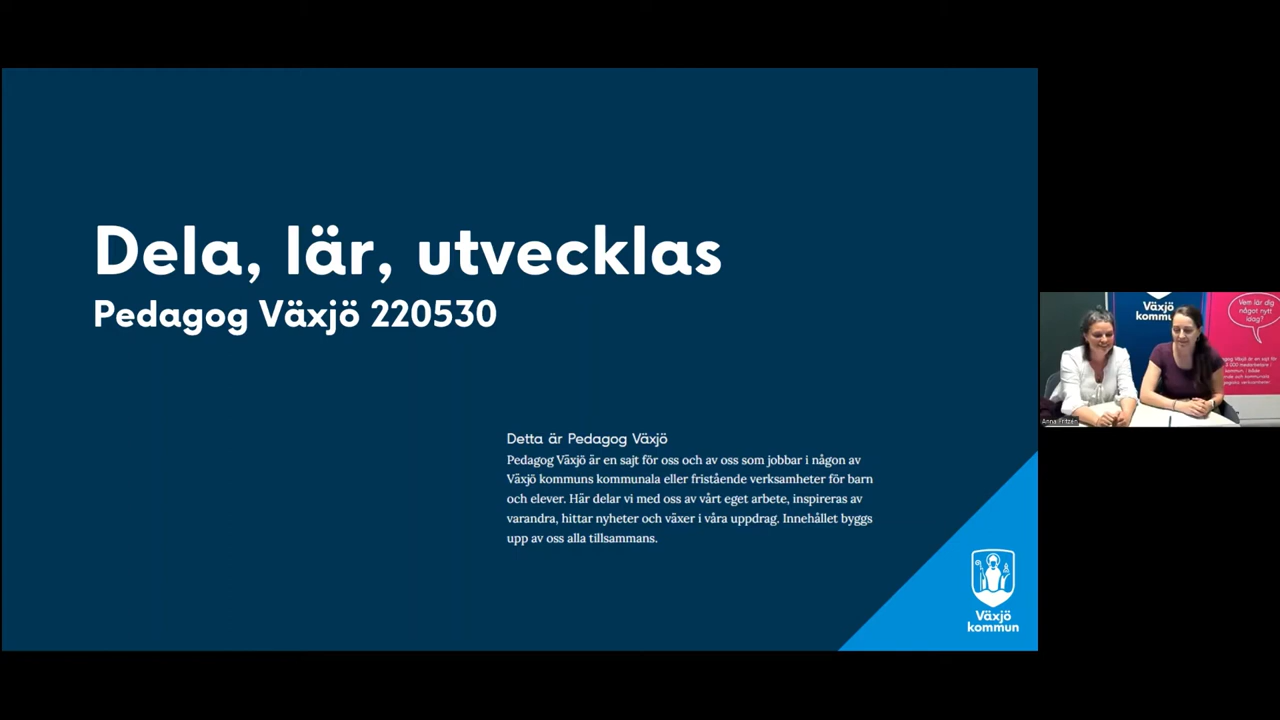 Dela, lär, utvecklas
Pedagog Växjö 220530
Detta är Pedagog Växjö
Pedagog Växjö är en sajt för oss och av oss som jobbar i någon av
Växjö kommuns kommunala eller fristående verksamheter för barn
och elever. Här delar vi med oss av vårt eget arbete, inspireras av
varandra, hittar nyheter och växer i våra uppdrag. Innehållet byggs
upp av oss alla tillsammans.
Växjö
kommun
Växjö
Vem lär dig
något nytt
idag?
Anna Fritzén